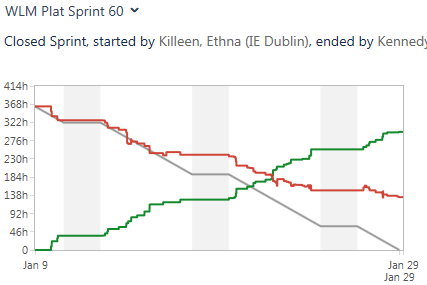 WLM Plat Sprint 60
Closed Sprint, started by Killeen, Ethna (IE Dublin), ended by Kennedy
414h
368h
322h
276h
230h
184h
138h
92h
46h
0
Jan 9
Jan 29
Jan 29